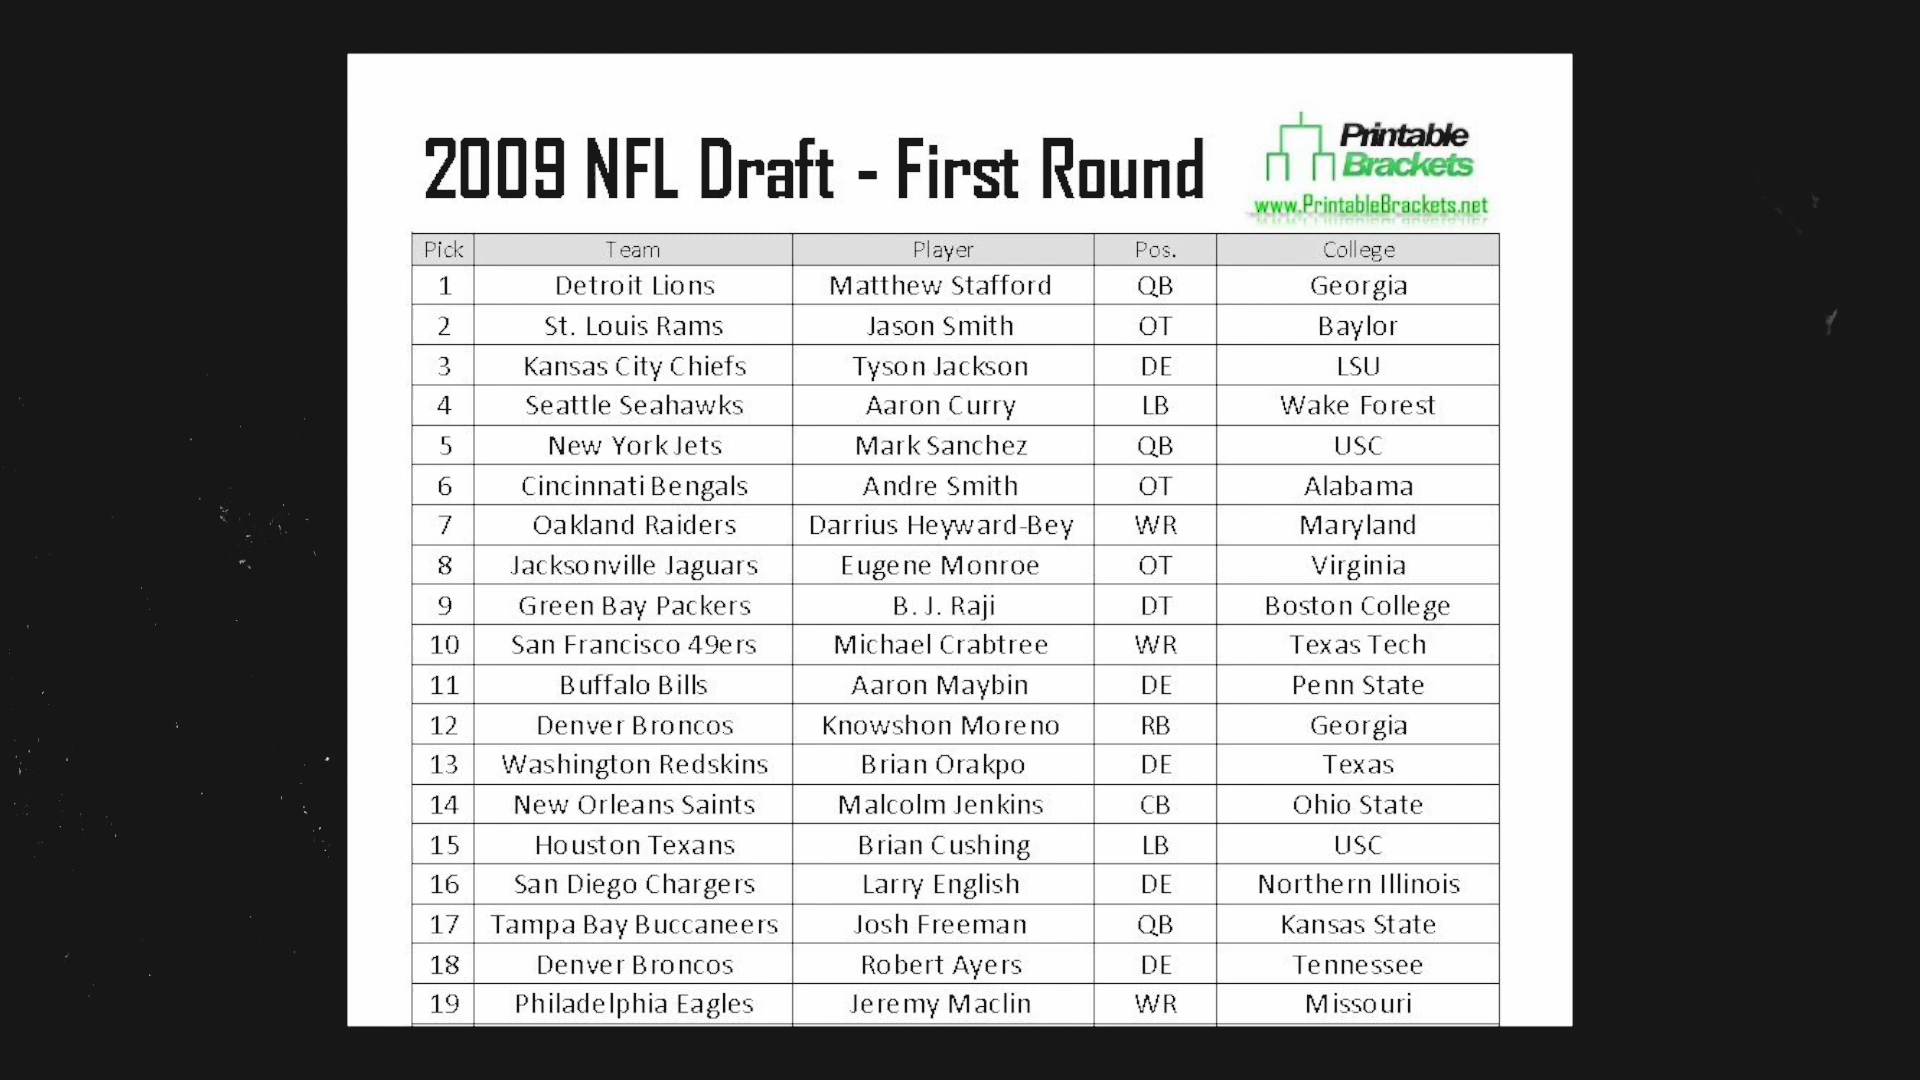 2009 NFL Draft - First Round
Printable
Brackets
www.PrintableBrackets.net
Pick Team Player Pos. College
1 Detroit Lions Matthew Stafford QB Georgia
2 St. Louis Rams Jason Smith OT Baylor
3 Kansas City Chiefs Tyson Jackson DE LSU
4 Seattle Seahawks Aaron Curry LB Wake Forest
5 New York Jets Mark Sanchez QB USC
6 Cincinnati Bengals Andre Smith OT Alabama
7 Oakland Raiders Darrius Heyward-Bey WR Maryland
8 Jacksonville Jaguars Eugene Monroe OT Virginia
9 Green Bay Packers B. J. Raji DT Boston College
10 San Francisco 49ers Michael Crabtree WR Texas Tech
11 Buffalo Bills Aaron Maybin DE Penn State
12 Denver Broncos Knowshon Moreno RB Georgia
13 Washington Redskins Brian Orakpo DE Texas
14 New Orleans Saints Malcolm Jenkins CB Ohio State
15 Houston Texans Brian Cushing LB USC
16 San Diego Chargers Larry English DE Northern Illinois
17 Tampa Bay Buccaneers Josh Freeman QB Kansas State
18 Denver Broncos Robert Ayers DE Tennessee
19 Philadelphia Eagles Jeremy Maclin WR Missouri